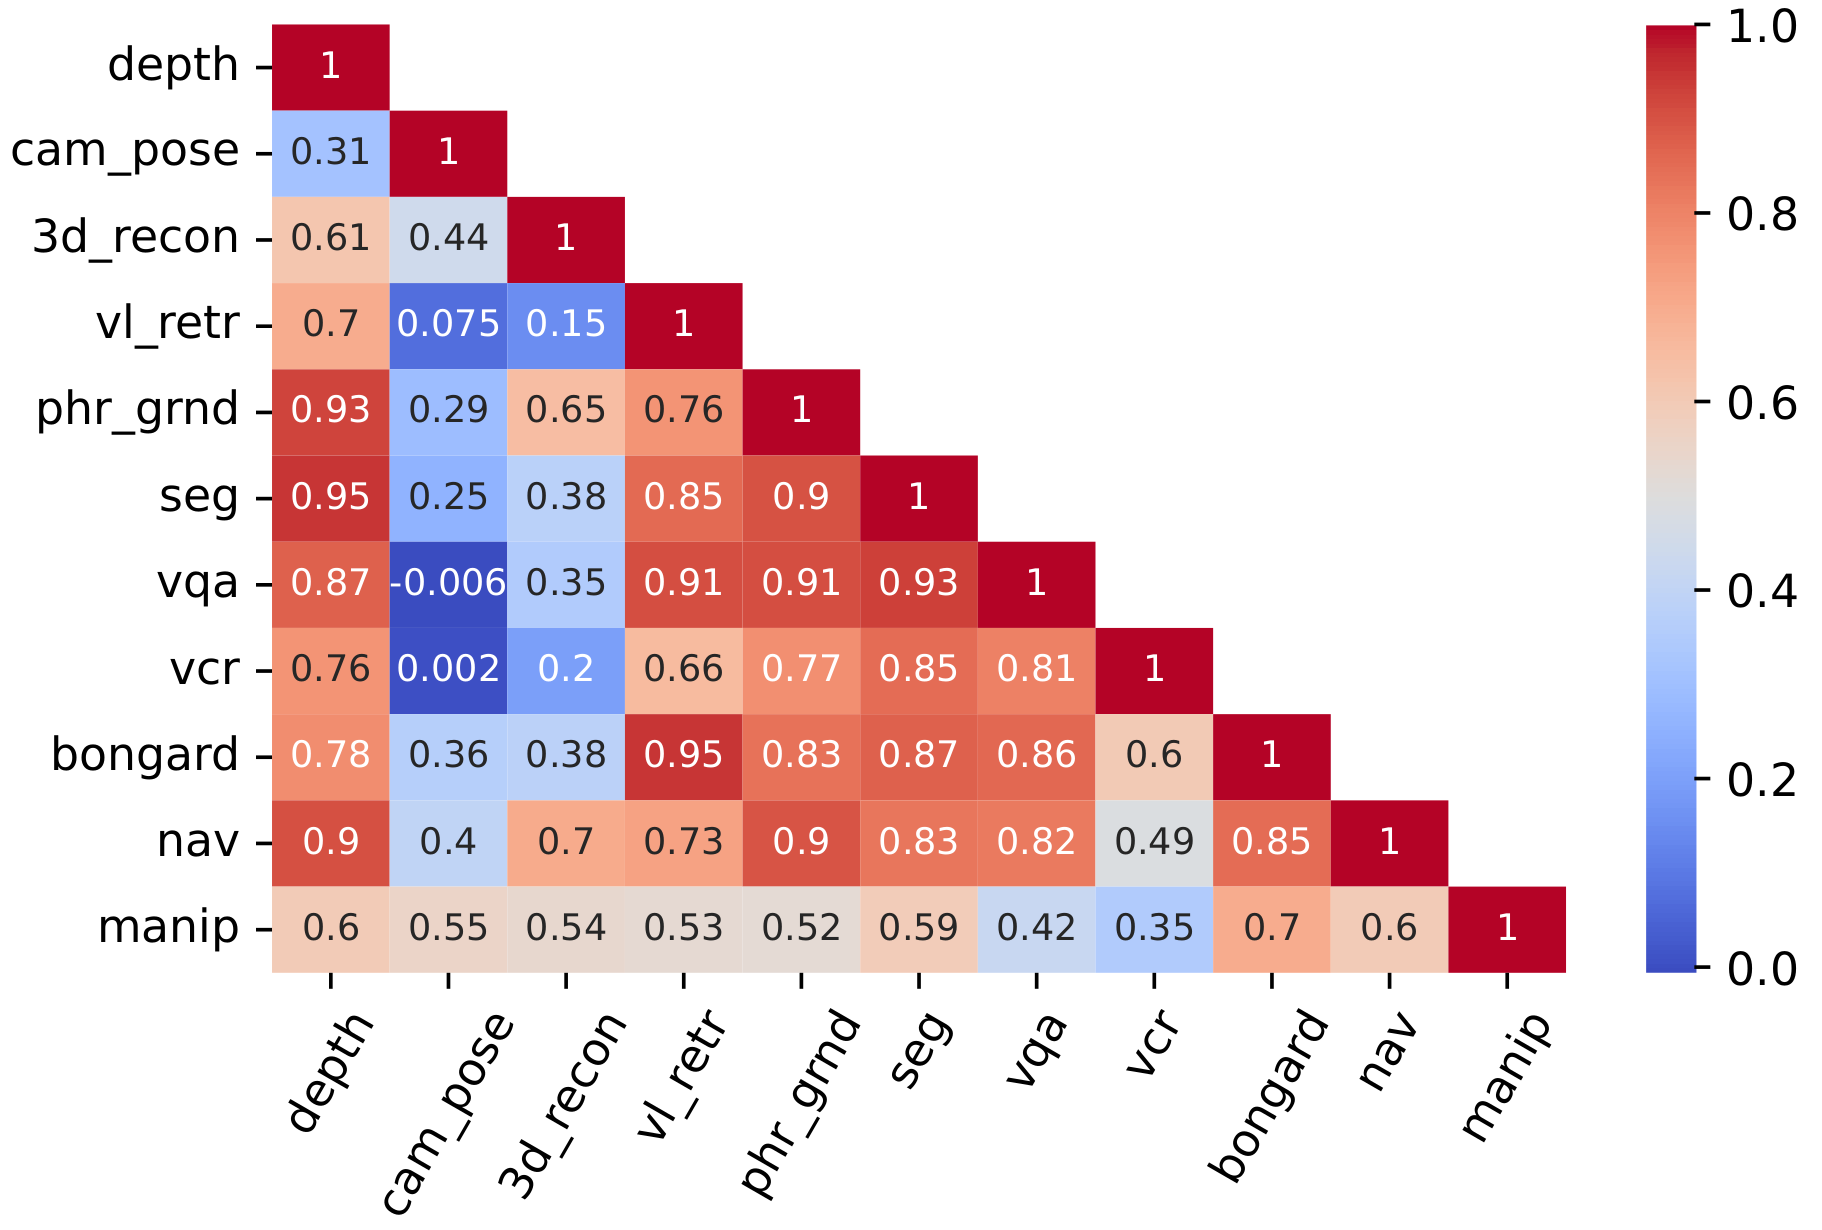 depth 1
cam_pose 0.31 1
3d_recon 0.61 0.44 1
vl_retr 0.7 0.075 0.15 1
phr_grnd 0.93 0.29 0.65 0.76 1
seg 0.95 0.25 0.38 0.85 0.9 1
vqa 0.87 -0.006 0.35 0.91 0.91 0.93 1
vcr 0.76 0.002 0.2 0.66 0.77 0.85 0.81 1
bongard 0.78 0.36 0.38 0.95 0.83 0.87 0.86 0.6 1
nav 0.9 0.4 0.7 0.73 0.9 0.83 0.82 0.49 0.85 1
manip 0.6 0.55 0.54 0.53 0.52 0.59 0.42 0.35 0.7 0.6 1
depth cam_pose 3d_recon vl_retr phr_grnd seg vqa vcr bongard nav manip
1.0
0.8
0.6
0.4
0.2
0.0